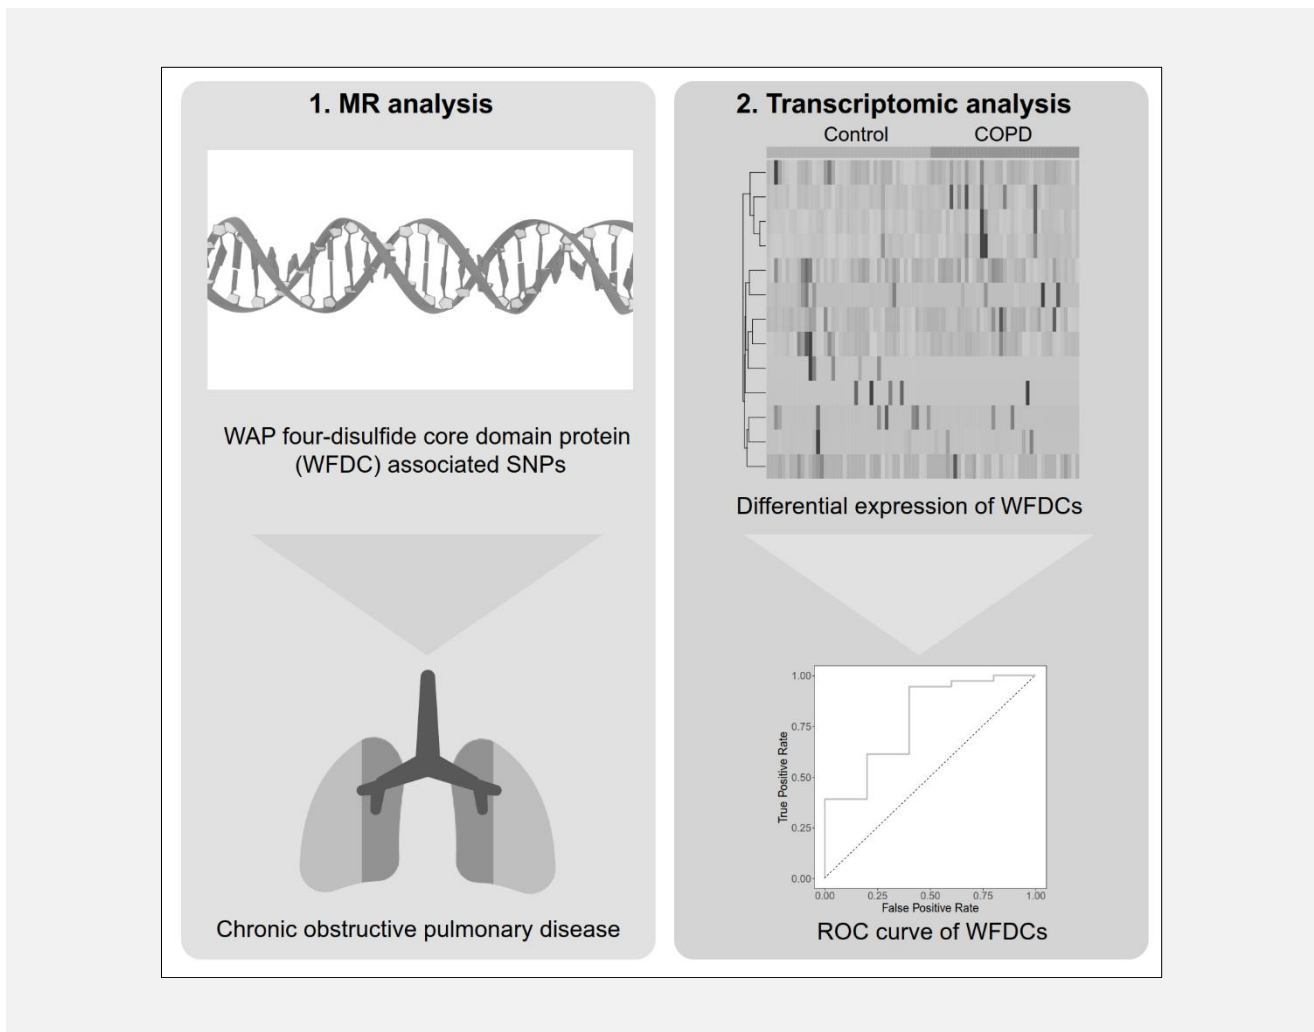 1. MR analysis
WAP four-disulfide core domain protein
(WFDC) associated SNPs
Chronic obstructive pulmonary disease
2. Transcriptomic analysis
Control COPD
Differential expression of WFDCs
1.00
0.75
0.50
0.25
0.00
True Positive Rate
0.00 0.25 0.50 0.75 1.00
False Positive Rate
ROC curve of WFDCs